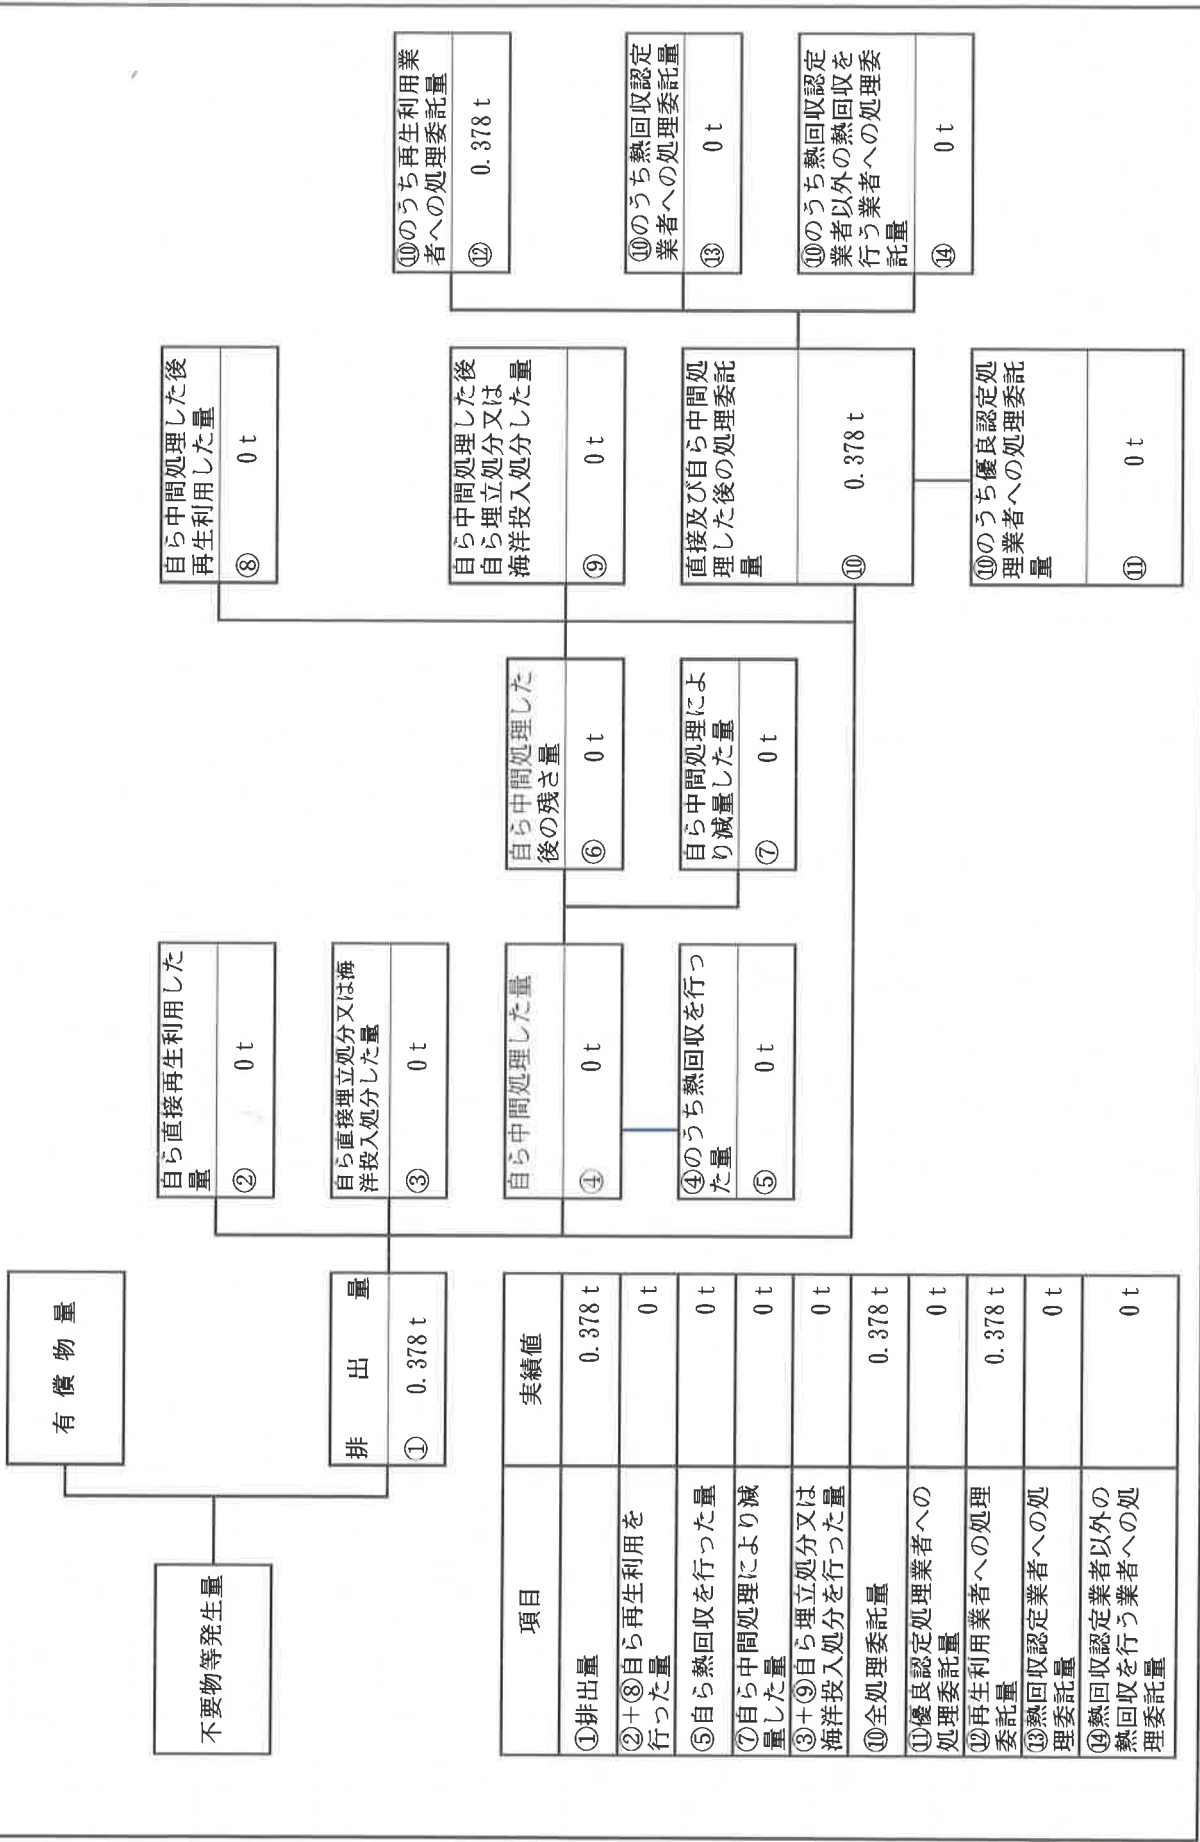 有償物量
不要物等発生量
排出量
① 0.378 t
自ら直接再生利用した
量
② 0 t
自ら直接埋立処分又は海
洋投入処分した量
③ 0 t
自ら中間処理した量
④ 0 t
④のうち熱回収を行っ
た量
⑤ 0 t
自ら中間処理した
後の残さ量
⑥ 0 t
自ら中間処理によ
り減量した量
⑦ 0 t
自ら中間処理した後
再生利用した量
⑧ 0 t
自ら中間処理した後
自ら埋立処分又は
海洋投入処分した量
⑨ 0 t
直接及び自ら中間処
理した後の処理委託
量
⑩ 0.378 t
⑩のうち優良認定処
理業者への処理委託
量
⑪ 0 t
⑩のうち再生利用業
者への処理委託量
⑫ 0.378 t
⑩のうち熱回収認定
業者への処理委託量
⑬ 0 t
⑩のうち熱回収認定
業者以外の熱回収を
行う業者への処理委
託量
⑭ 0 t
項目 実績値
①排出量 0.378 t
②+⑧自ら再生利用を
行った量 0 t
⑤自ら熱回収を行った量 0 t
⑦自ら中間処理により減
量した量 0 t
③+⑨自ら埋立処分又は
海洋投入処分を行った量 0 t
⑩全処理委託量 0.378 t
⑪優良認定処理業者への
処理委託量 0 t
⑫再生利用業者への処理
委託量 0.378 t
⑬熱回収認定業者への処
理委託量 0 t
⑭熱回収認定業者以外の
熱回収を行う業者への処
理委託量 0 t